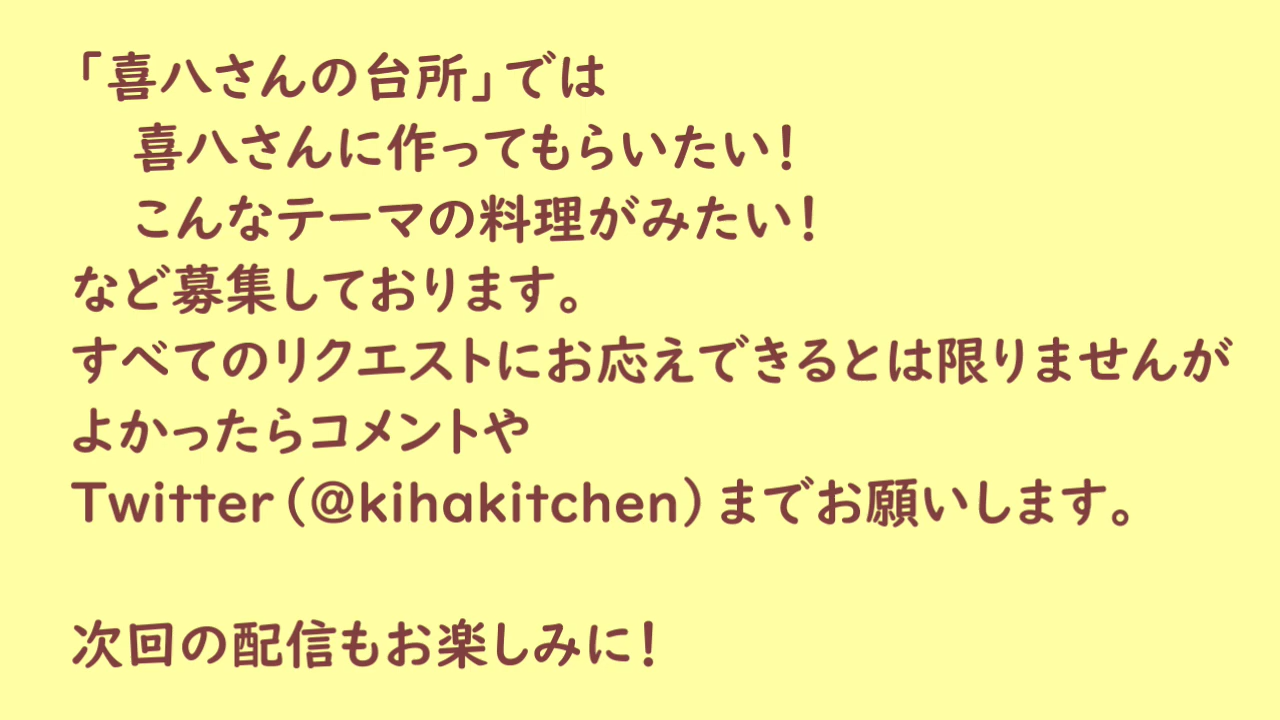 「喜八さんの台所」では
喜八さんに作ってもらいたい!
こんなテーマの料理がみたい!
など募集しております。
すべてのリクエストにお応えできるとは限りませんが
よかったらコメントや
Twitter(@kihakitchen)までお願いします。
次回の配信もお楽しみに!